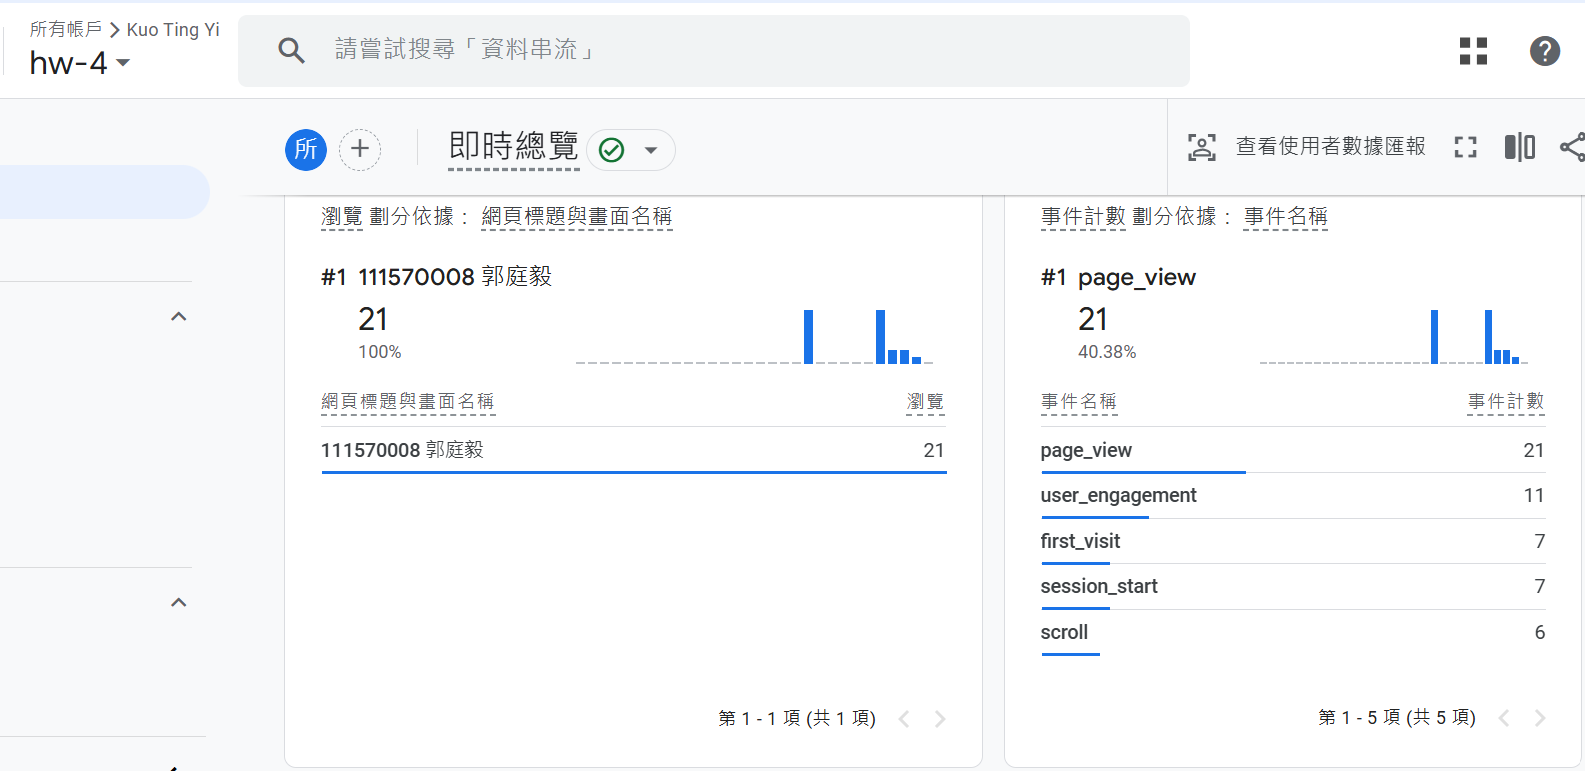 所有帳戶 > Kuo Ting Yi
hw-4
請嘗試搜尋「資料串流」
所
即時總覽
查看使用者數據匯報
瀏覽 劃分依據： 網頁標題與畫面名稱
#1 111570008 郭庭毅
21
100%
網頁標題與畫面名稱 瀏覽
111570008 郭庭毅 21
第 1 - 1 項 (共 1 項)
事件計數 劃分依據： 事件名稱
#1 page_view
21
40.38%
事件名稱 事件計數
page_view 21
user_engagement 11
first_visit 7
session_start 7
scroll 6
第 1 - 5 項 (共 5 項)